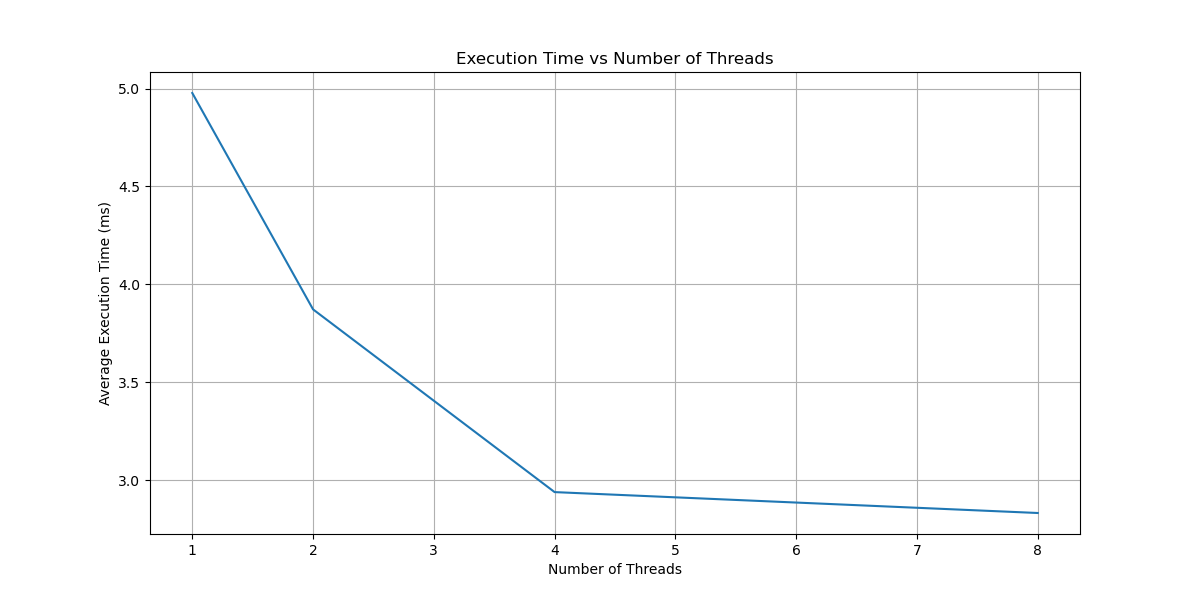 Execution Time vs Number of Threads
Average Execution Time (ms)
5.0
4.5
4.0
3.5
3.0
1 2 3 4 5 6 7 8
Number of Threads